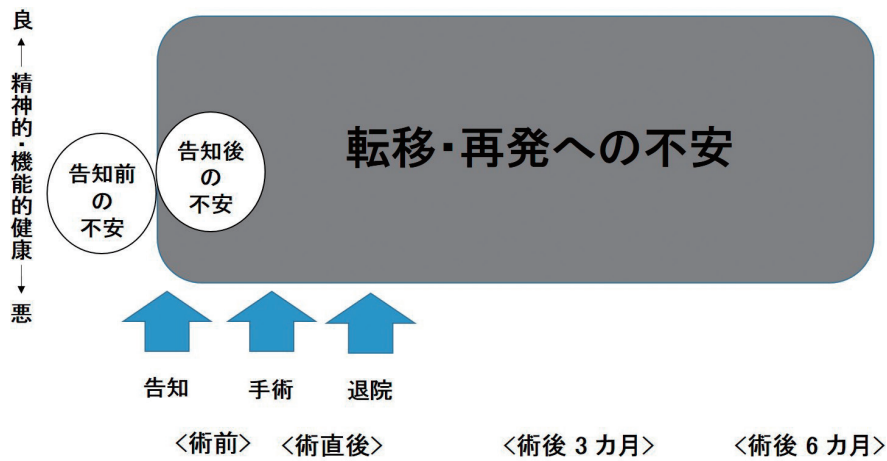 良
精神的・機能的健康
悪
告知前
の
不安
告知後
の
不安
転移・再発への不安
告知
手術
退院
<術前>
<術直後>
<術後 3 カ月>
<術後 6 カ月>